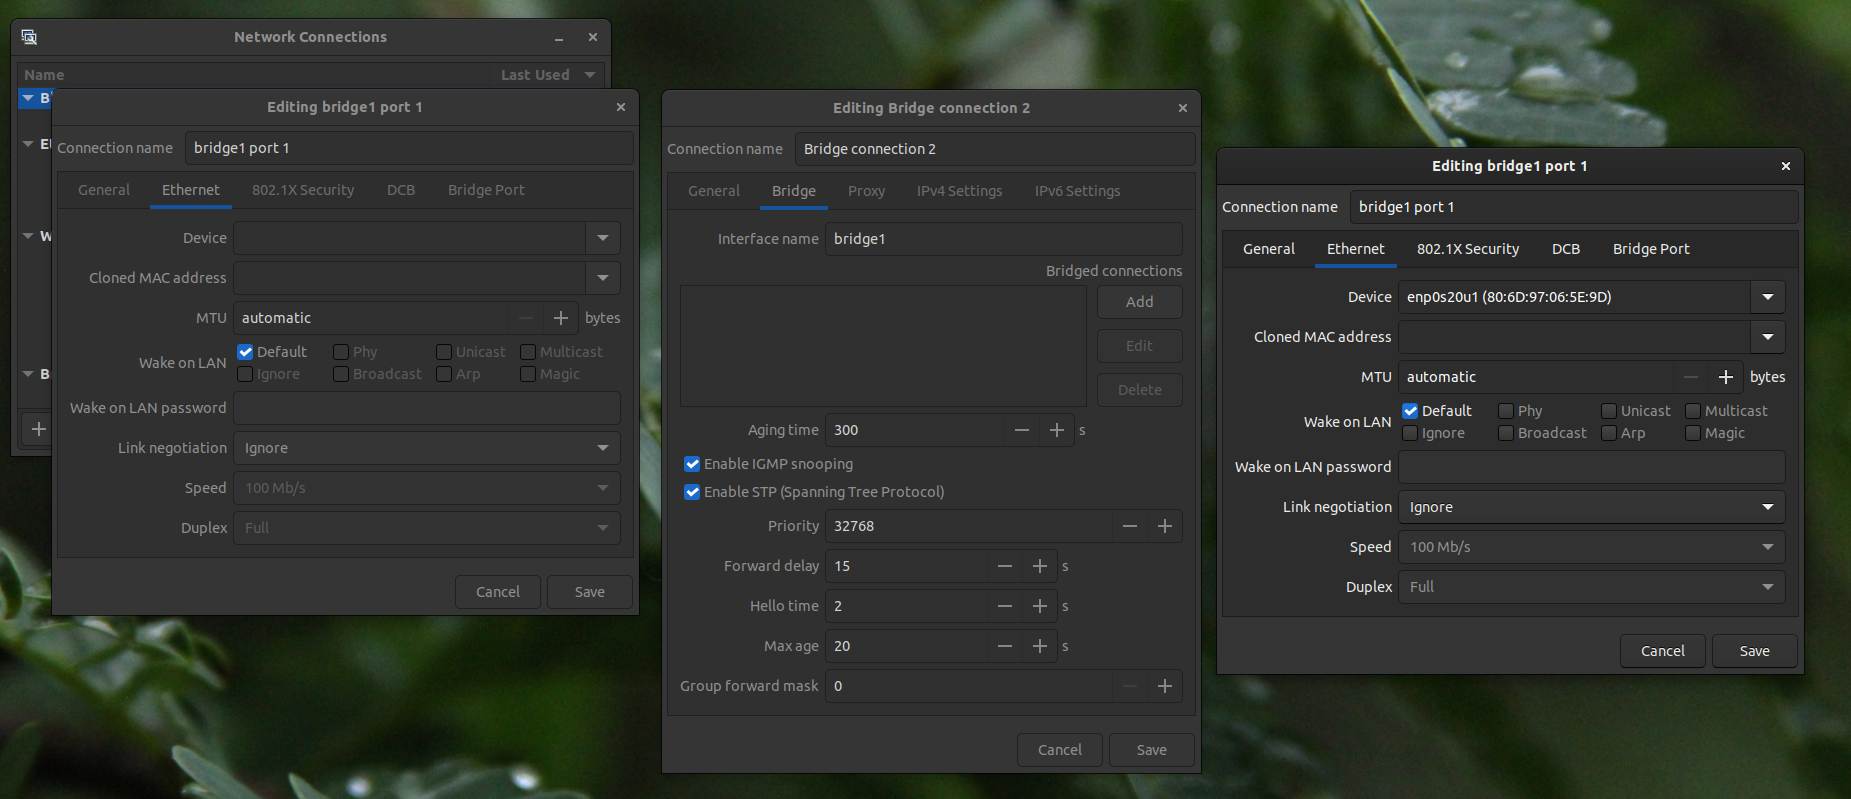 Network Connections
Name Last Used
B
Et
W
B
Editing bridge1 port 1
Connection name bridge1 port 1
General Ethernet 802.1X Security DCB Bridge Port
Device
Cloned MAC address
MTU automatic bytes
Wake on LAN
Default Phy Unicast Multicast
Ignore Broadcast Arp Magic
Wake on LAN password
Link negotiation Ignore
Speed 100 Mb/s
Duplex Full
Cancel Save
Editing Bridge connection 2
Connection name Bridge connection 2
General Bridge Proxy IPv4 Settings IPv6 Settings
Interface name bridge1
Bridged connections
Add
Edit
Delete
Aging time 300 s
Enable IGMP snooping
Enable STP (Spanning Tree Protocol)
Priority 32768
Forward delay 15 s
Hello time 2 s
Max age 20 s
Group forward mask 0
Cancel Save
Editing bridge1 port 1
Connection name bridge1 port 1
General Ethernet 802.1X Security DCB Bridge Port
Device enp0s20u1 (80:6D:97:06:5E:9D)
Cloned MAC address
MTU automatic bytes
Wake on LAN
Default Phy Unicast Multicast
Ignore Broadcast Arp Magic
Wake on LAN password
Link negotiation Ignore
Speed 100 Mb/s
Duplex Full
Cancel Save